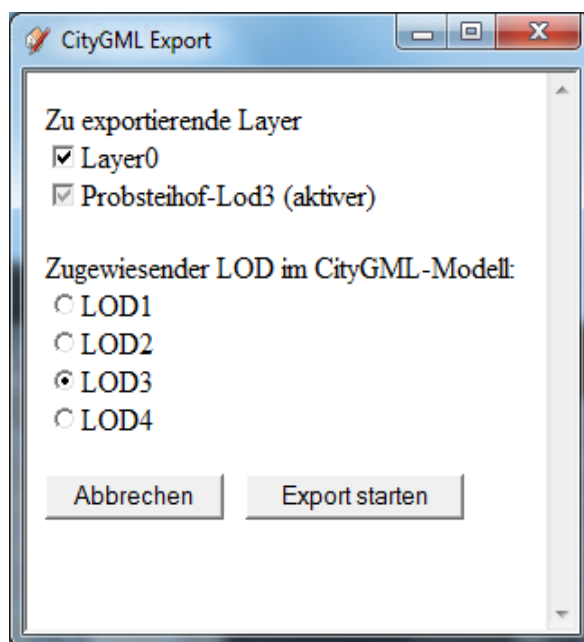 CityGML Export
Zu exportierende Layer
Layer0
Probsteihof-Lod3 (aktiver)
Zugewiesender LOD im CityGML-Modell:
LOD1
LOD2
LOD3
LOD4
Abbrechen Export starten